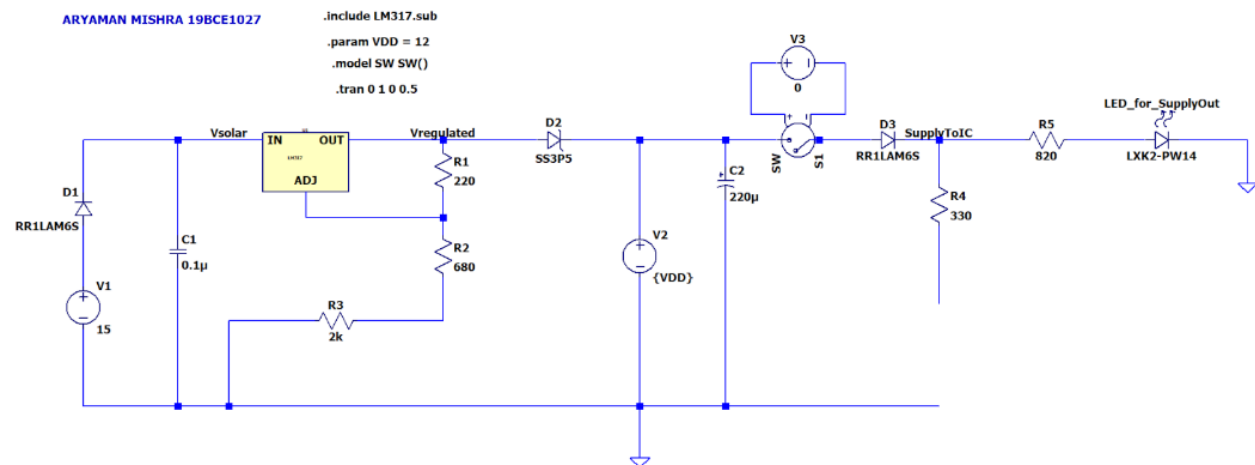 ARYAMAN MISHRA 19BCE1027
.include LM317.sub
.param VDD = 12
.model SW SW()
.tran 0 1 0 0.5
V3
0
LED_for_SupplyOut
Vsolar
IN OUT
LM317
ADJ
Vregulated
D2
SS3P5
SW
S1
D3
RR1LAM6S
SupplyToIC
R5
820
LXK2-PW14
D1
RR1LAM6S
R1
220
C2
220µ
R4
330
C1
0.1µ
R2
680
V2
{VDD}
V1
15
R3
2k